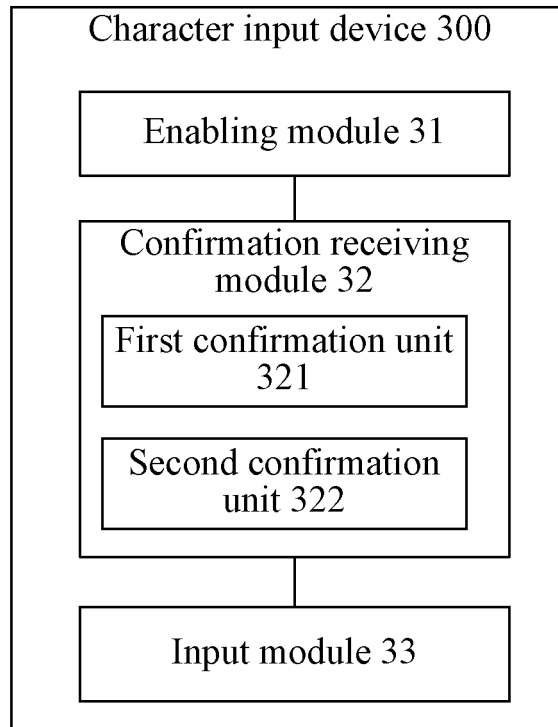 Character input device 300
Enabling module 31
Confirmation receiving
module 32
First confirmation unit
321
Second confirmation
unit 322
Input module 33